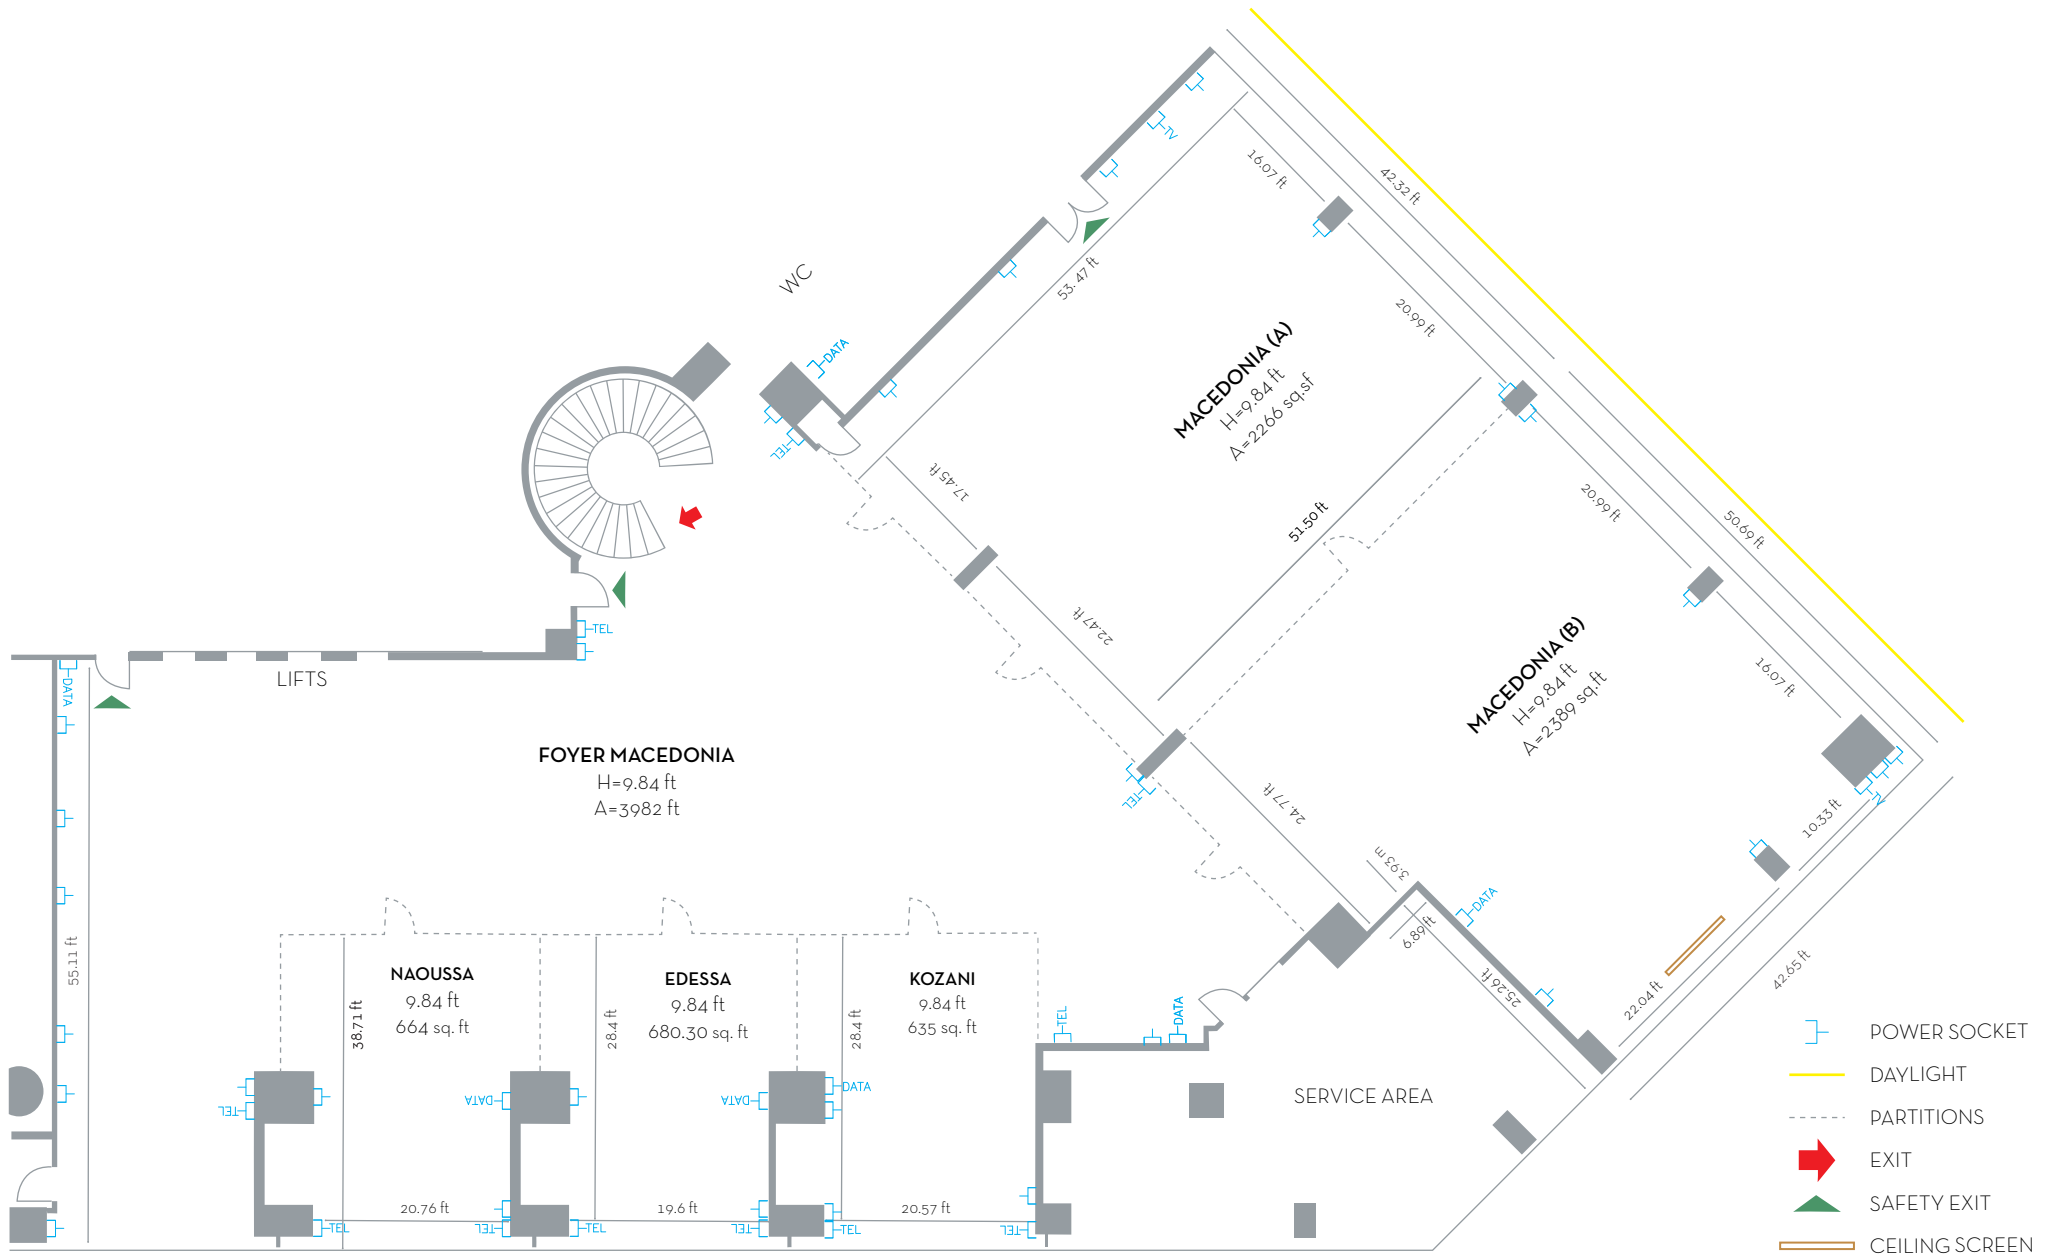 42.32 ft
16.07 ft
TV
53.47 ft
WC
20.99 ft
MACEDONIA (A)
H=9.84 ft
A=2266 sq.sf
DATA
TEL
17.45 ft
51.50 ft
20.99 ft
50.69 ft
22.47 ft
TEL
MACEDONIA (B)
H=9.84 ft
A=2389 sq.ft
16.07 ft
LIFTS
DATA
FOYER MACEDONIA
H=9.84 ft
A=3982 ft
TEL
24.77 ft
TV
10.33 ft
3.93 m
DATA
6.89 ft
25.26 ft
22.04 ft
42.65 ft
55.11 ft
NAOUSSA
9.84 ft
664 sq. ft
38.71 ft
EDESSA
9.84 ft
680.30 sq. ft
28.4 ft
KOZANI
9.84 ft
635 sq. ft
28.4 ft
TEL
DATA
TEL
DATA
DATA
DATA
SERVICE AREA
20.76 ft
19.6 ft
20.57 ft
TEL
TEL
TEL
TEL
TEL
TEL
POWER SOCKET
DAYLIGHT
PARTITIONS
EXIT
SAFETY EXIT
CEILING SCREEN